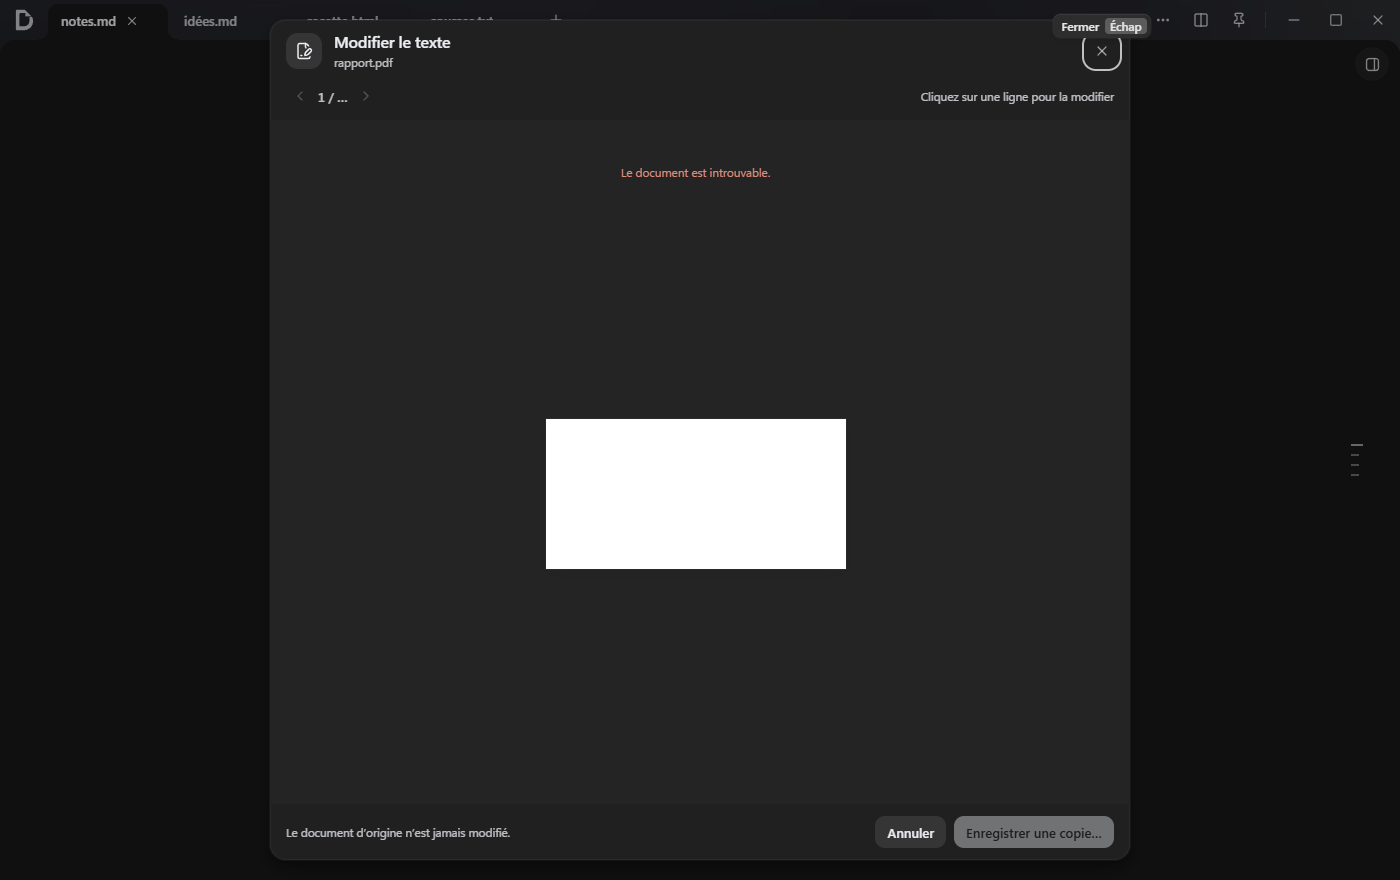 notes.md
idées.md
Fermer Échap
Modifier le texte
rapport.pdf
1 / ...
Cliquez sur une ligne pour la modifier
Le document est introuvable.
Le document d'origine n'est jamais modifié.
Annuler
Enregistrer une copie...